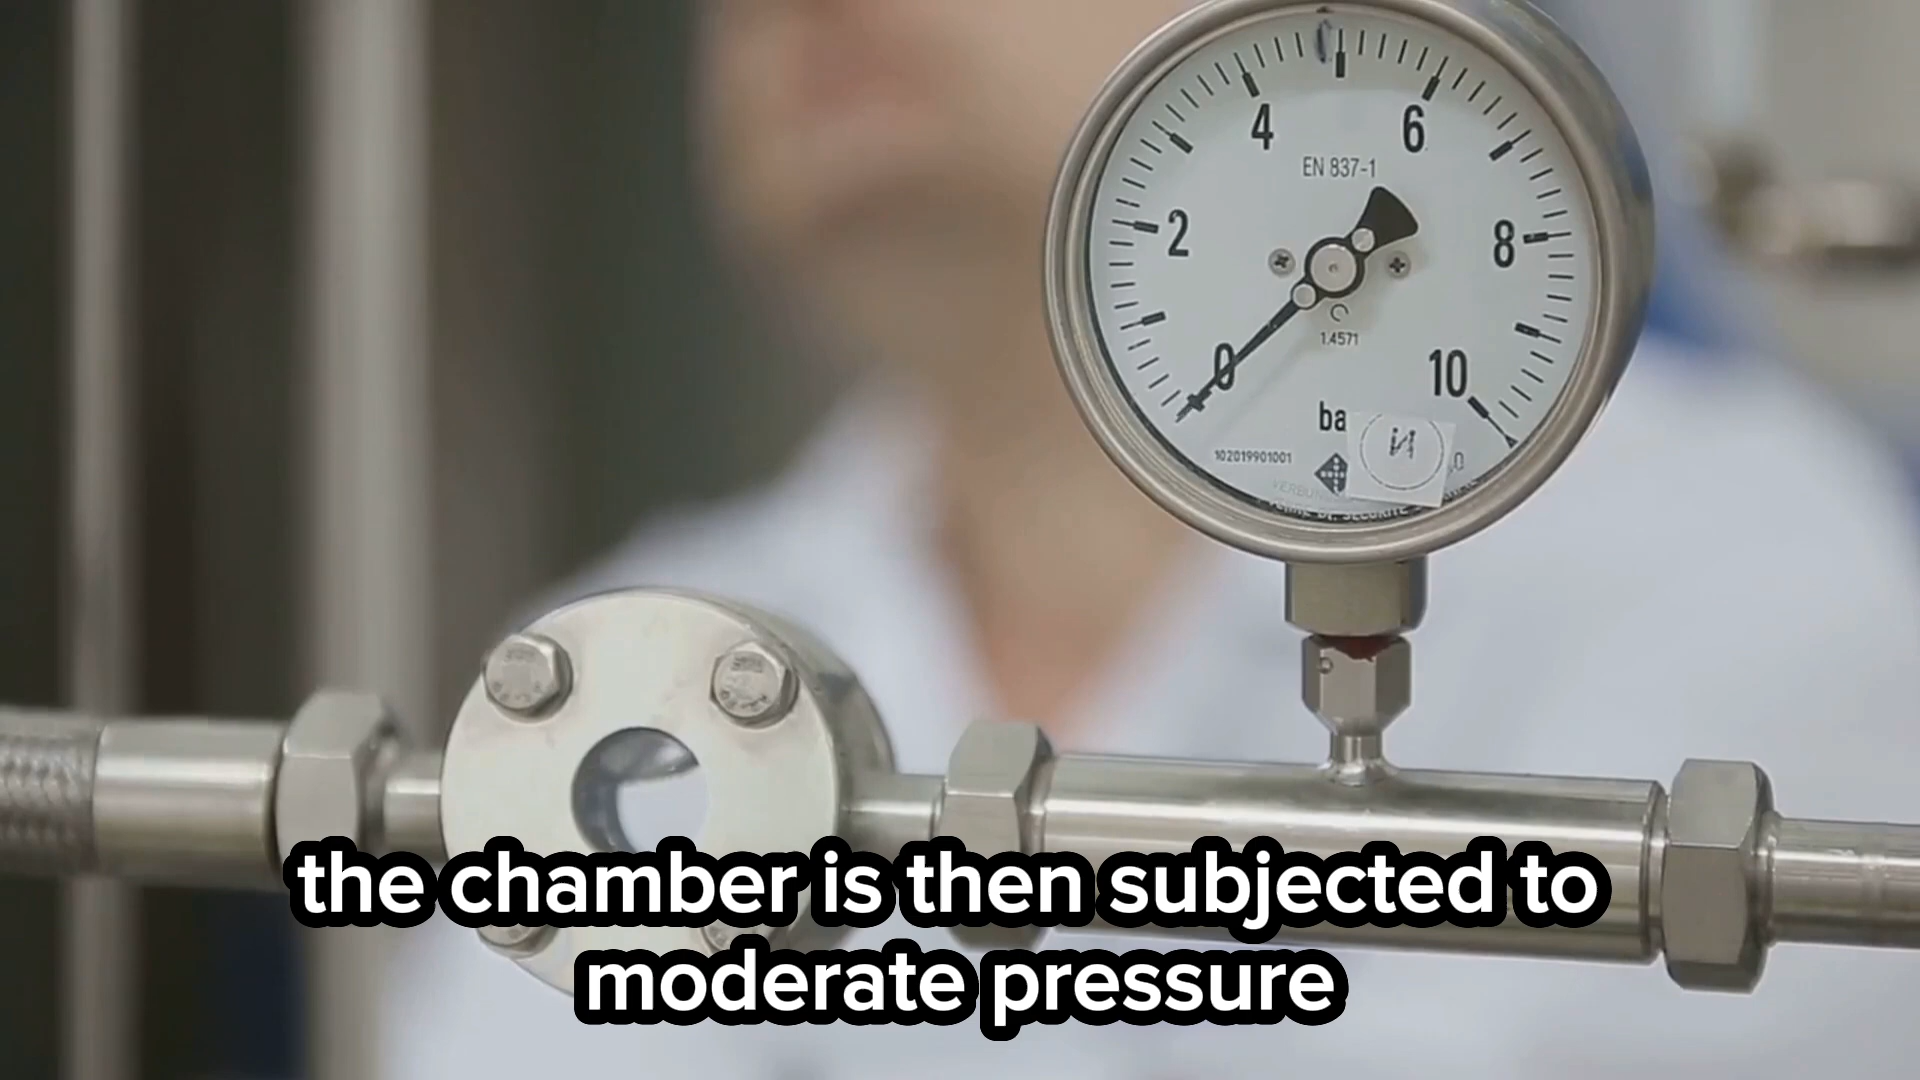 4
6
EN 837-1
2
8
1.4571
0
10
ba
102019901001
the chamber is then subjected to
moderate pressure